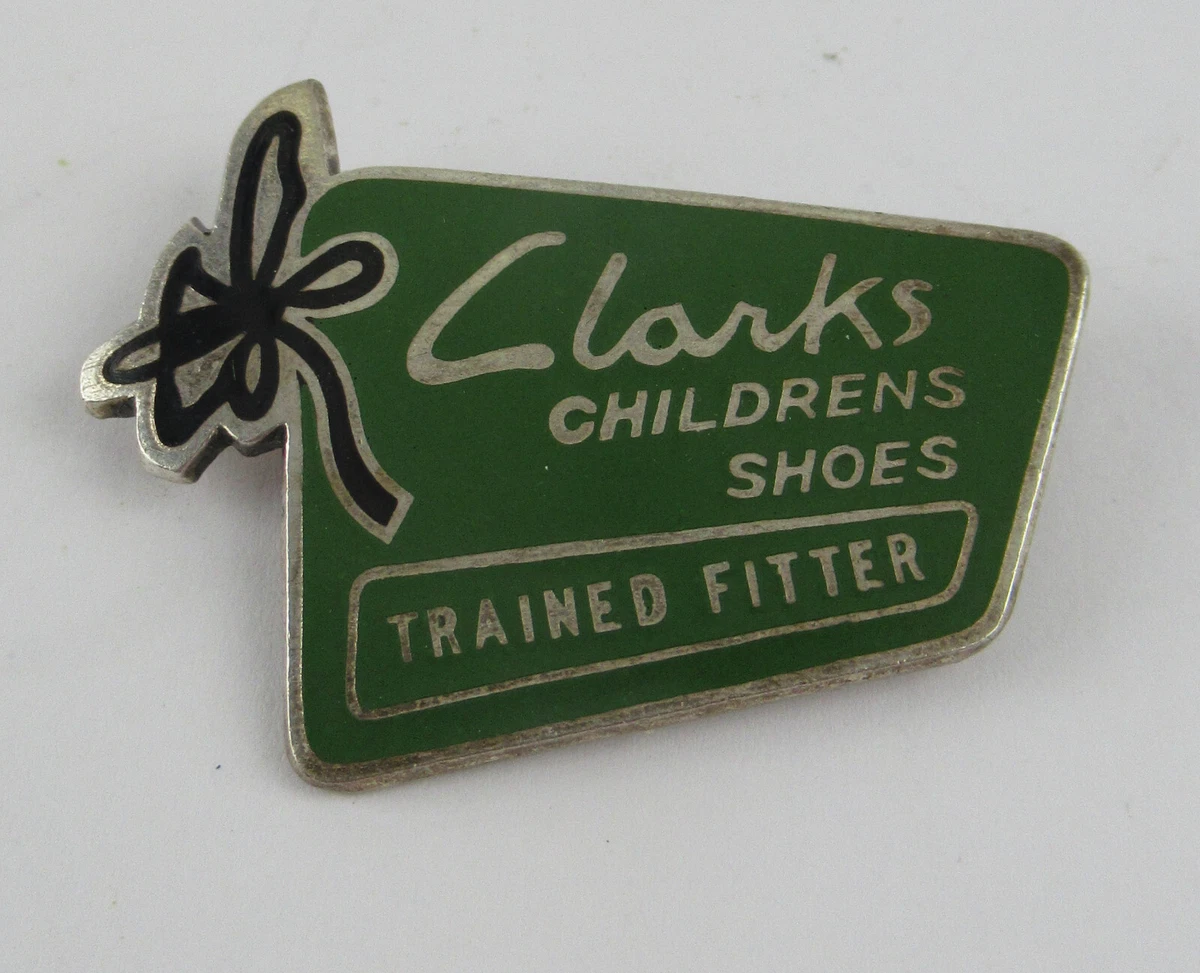 Clarks
CHILDRENS
SHOES
TRAINED FITTER